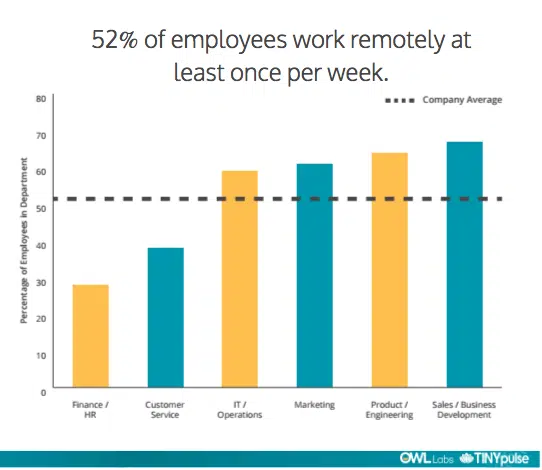 52% of employees work remotely at
least once per week.
80
Company Average
70
60
50
40
30
20
10
0
Percentage of Employees in Department
Finance /
HR
Customer
Service
IT /
Operations
Marketing
Product /
Engineering
Sales / Business
Development
OWL Labs TINYpulse